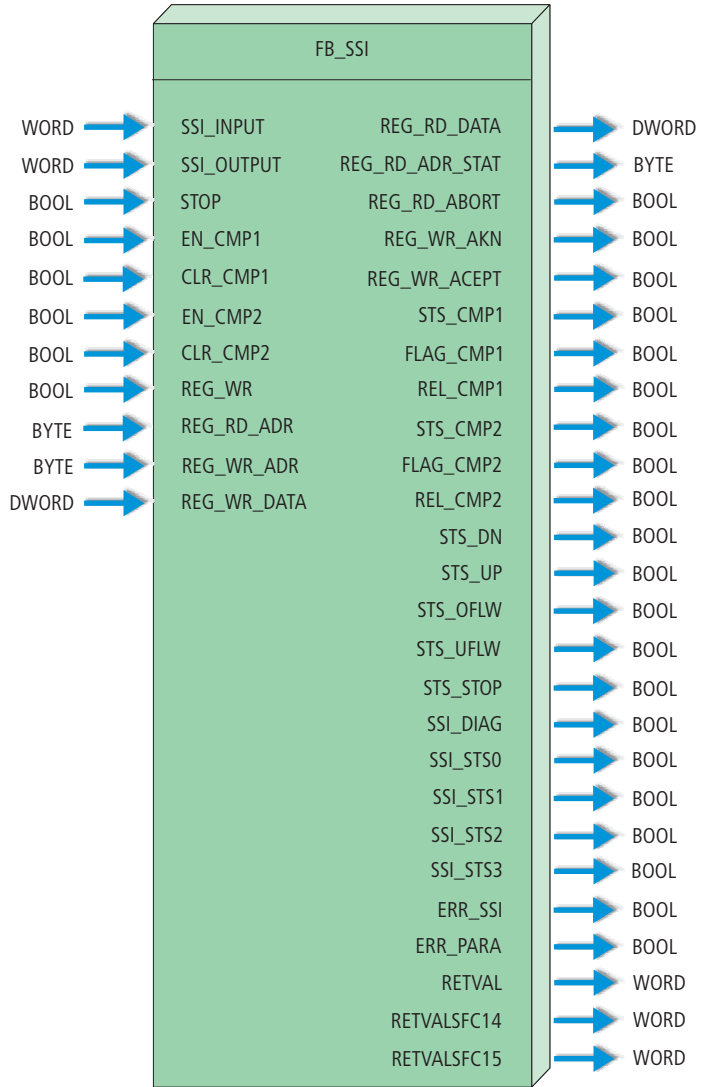 FB_SSI
WORD SSI_INPUT REG_RD_DATA DWORD
WORD SSI_OUTPUT REG_RD_ADR_STAT BYTE
BOOL STOP REG_RD_ABORT BOOL
BOOL EN_CMP1 REG_WR_AKN BOOL
BOOL CLR_CMP1 REG_WR_ACEPT BOOL
BOOL EN_CMP2 STS_CMP1 BOOL
BOOL CLR_CMP2 FLAG_CMP1 BOOL
BOOL REG_WR REL_CMP1 BOOL
BYTE REG_RD_ADR STS_CMP2 BOOL
BYTE REG_WR_ADR FLAG_CMP2 BOOL
DWORD REG_WR_DATA REL_CMP2 BOOL
STS_DN BOOL
STS_UP BOOL
STS_OFLW BOOL
STS_UFLW BOOL
STS_STOP BOOL
SSI_DIAG BOOL
SSI_STS0 BOOL
SSI_STS1 BOOL
SSI_STS2 BOOL
SSI_STS3 BOOL
ERR_SSI BOOL
ERR_PARA BOOL
RETVAL WORD
RETVALSFC14 WORD
RETVALSFC15 WORD